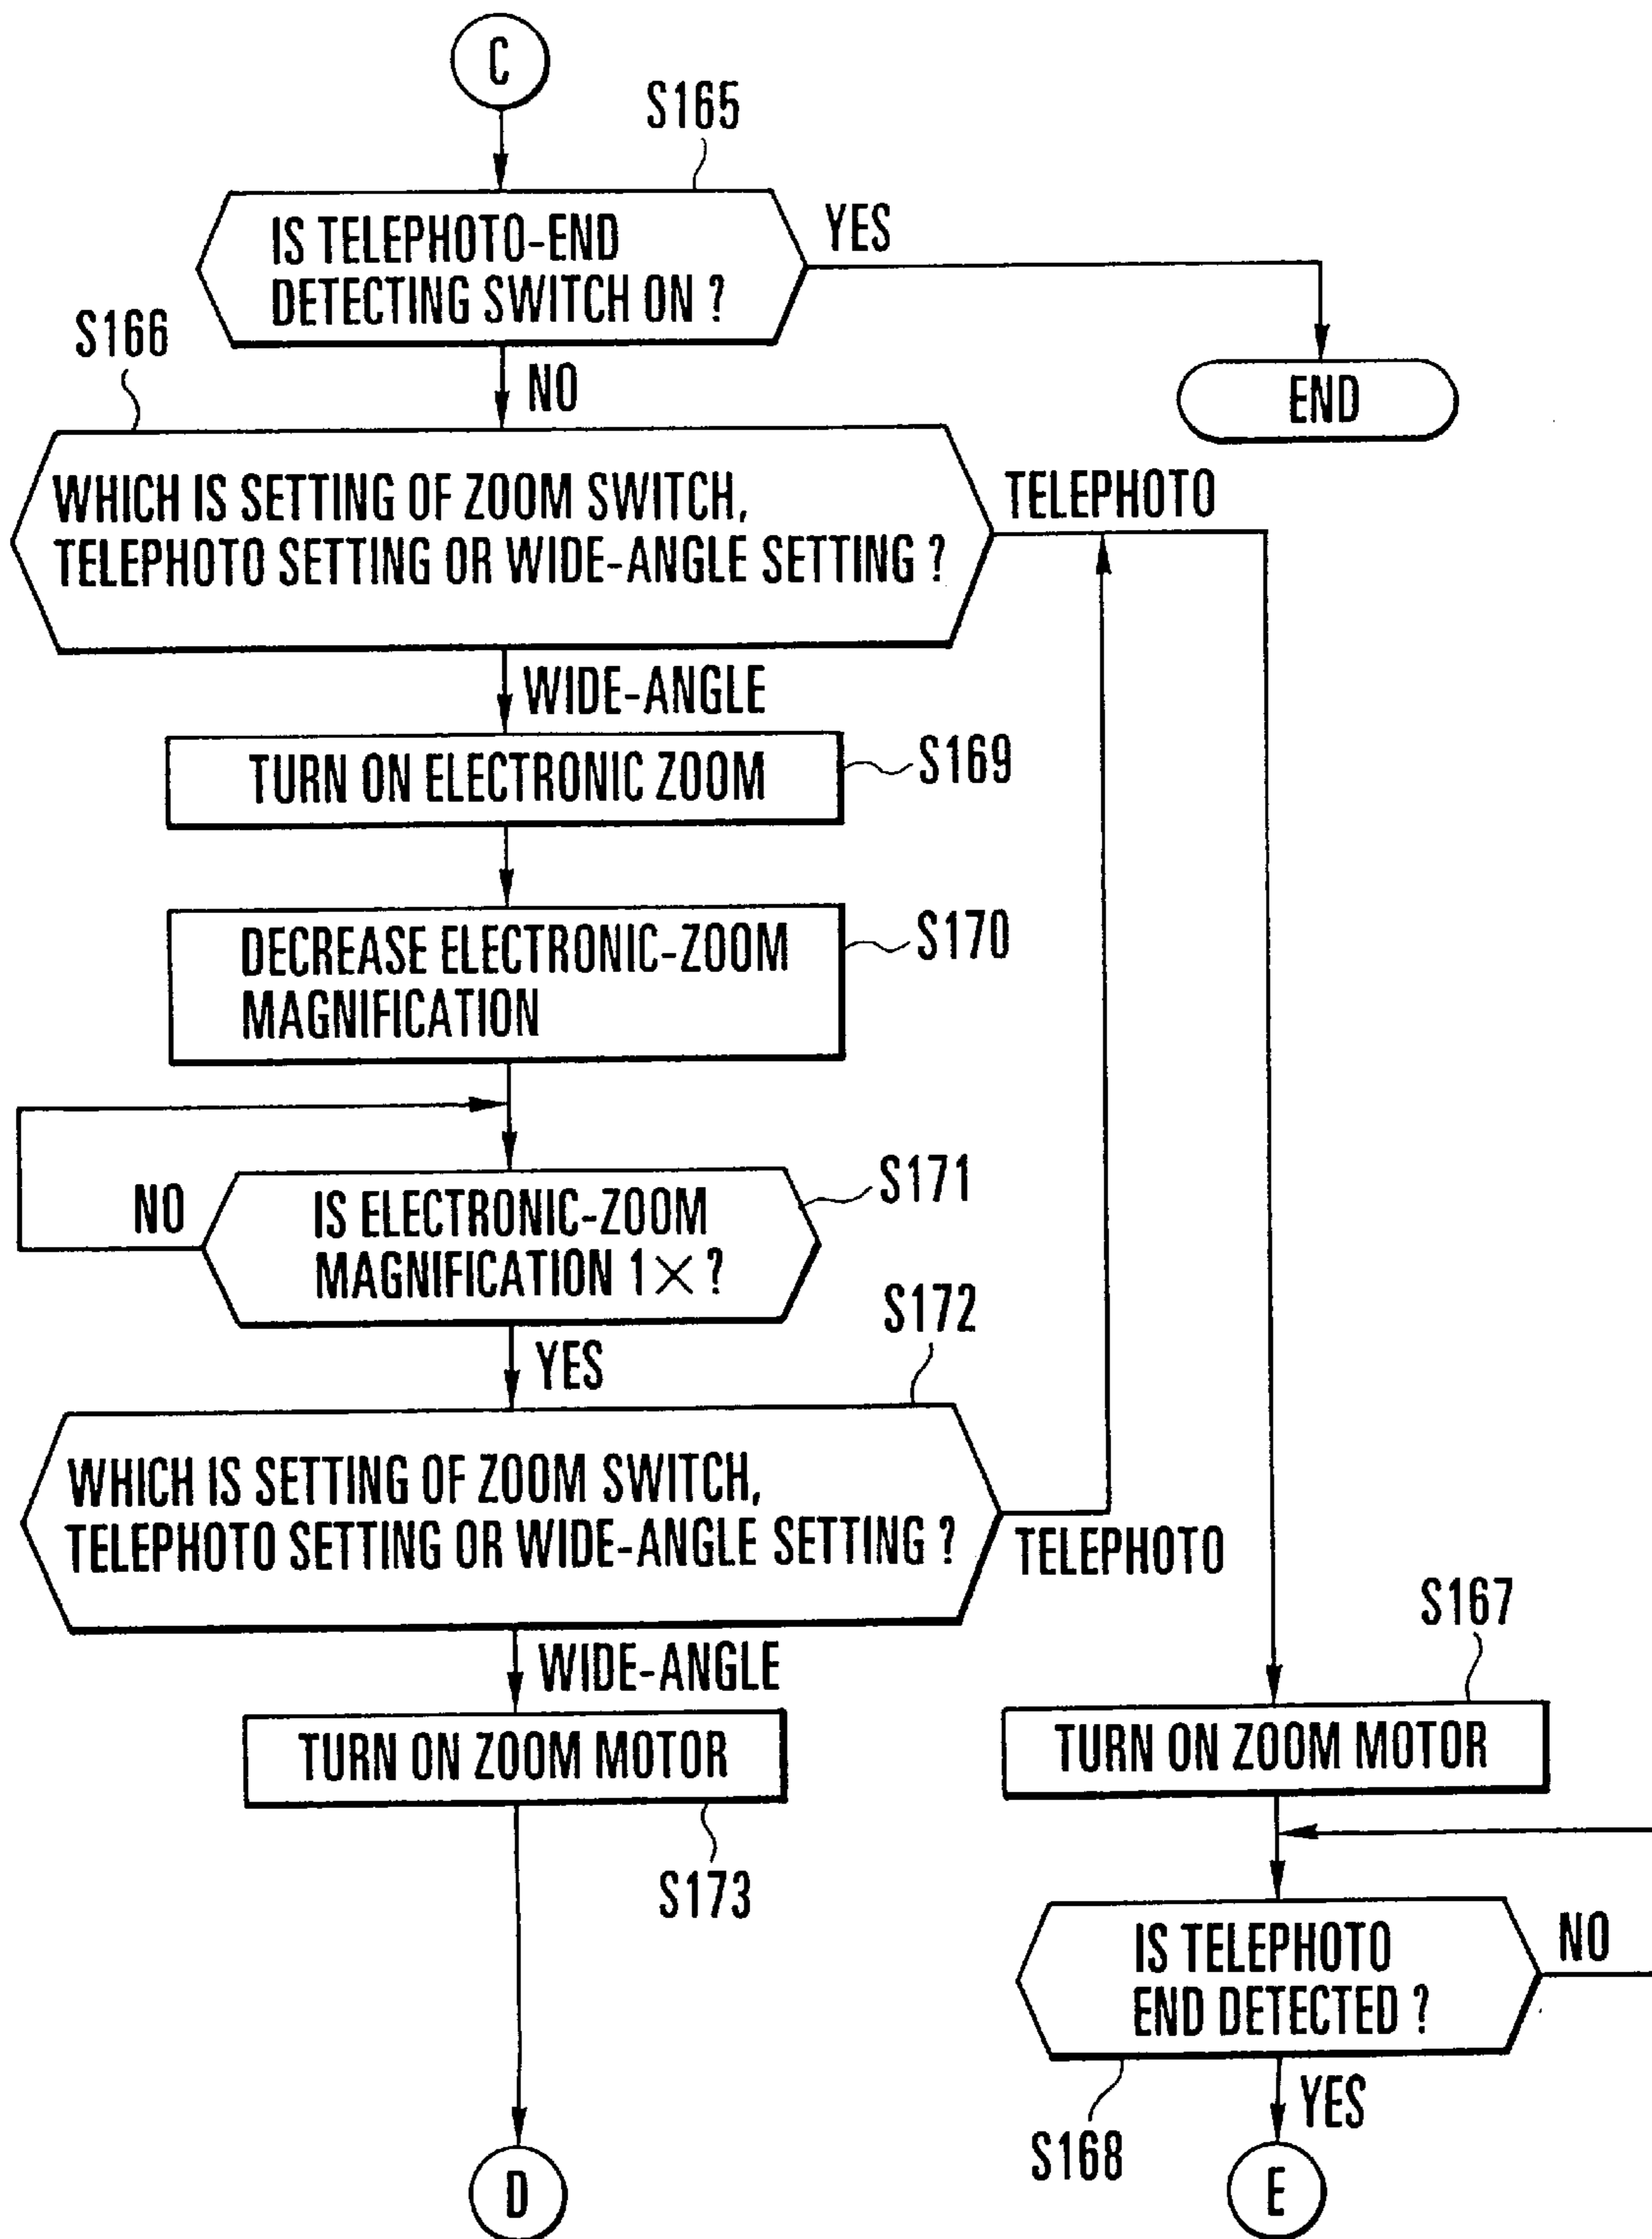 C
S165
IS TELEPHOTO-END
DETECTING SWITCH ON ?
YES
S166
NO
END
WHICH IS SETTING OF ZOOM SWITCH,
TELEPHOTO SETTING OR WIDE-ANGLE SETTING ?
TELEPHOTO
WIDE-ANGLE
TURN ON ELECTRONIC ZOOM
S169
DECREASE ELECTRONIC-ZOOM
MAGNIFICATION
S170
NO
IS ELECTRONIC-ZOOM
MAGNIFICATION 1× ?
S171
S172
YES
WHICH IS SETTING OF ZOOM SWITCH,
TELEPHOTO SETTING OR WIDE-ANGLE SETTING ?
TELEPHOTO
WIDE-ANGLE
S167
TURN ON ZOOM MOTOR
TURN ON ZOOM MOTOR
S173
IS TELEPHOTO
END DETECTED ?
NO
YES
S168
D
E